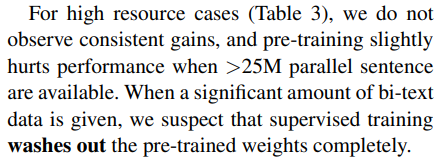 For high resource cases (Table 3), we do not
observe consistent gains, and pre-training slightly
hurts performance when >25M parallel sentence
are available. When a significant amount of bi-text
data is given, we suspect that supervised training
washes out the pre-trained weights completely.